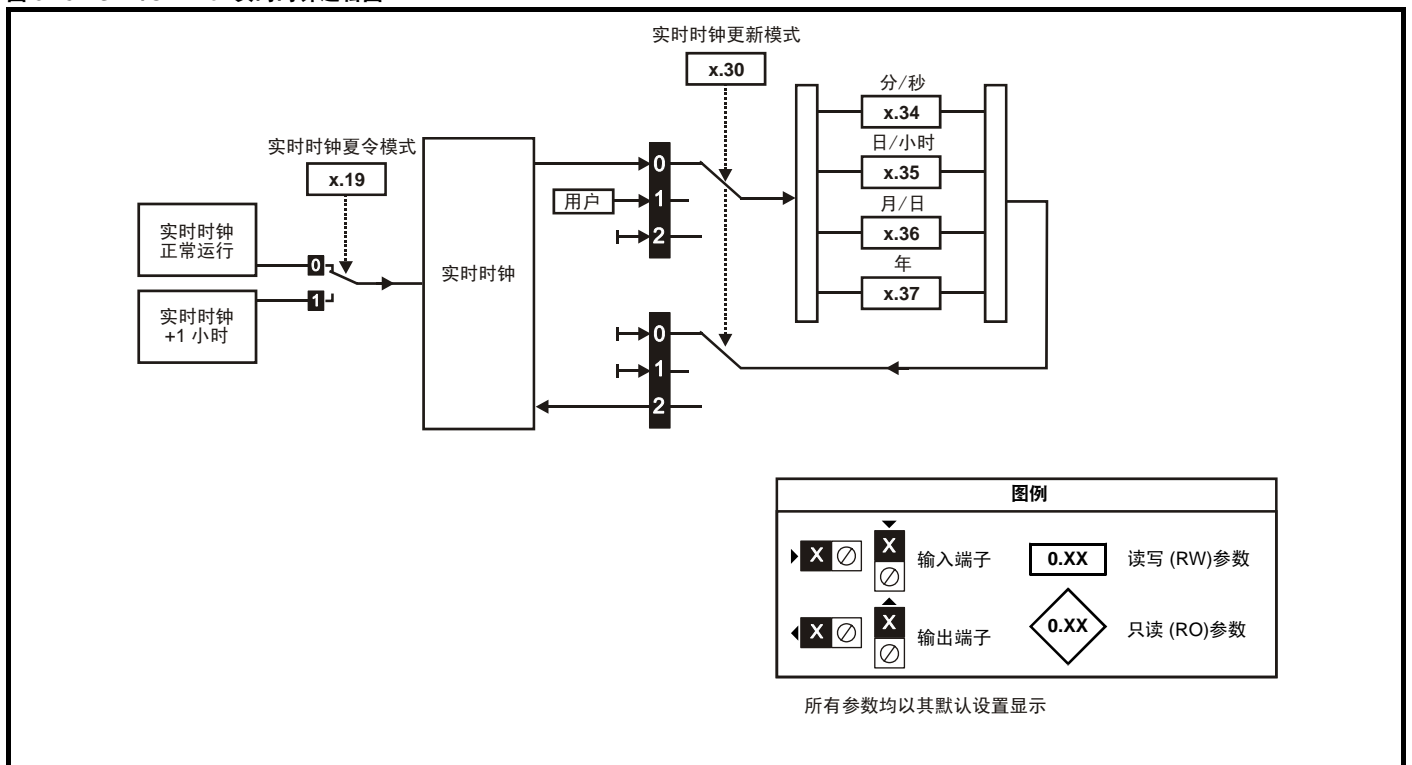 实时时钟更新模式
x.30
分/秒
x.34
日/小时
x.35
月/日
x.36
年
x.37
实时时钟夏令模式
x.19
实时时钟
正常运行
0
1
实时时钟
+1 小时
实时时钟
用户
0
1
2
0
1
2
图例
X
X
输入端子
0.XX
读写 (RW)参数
X
X
输出端子
0.XX
只读 (RO)参数
所有参数均以其默认设置显示